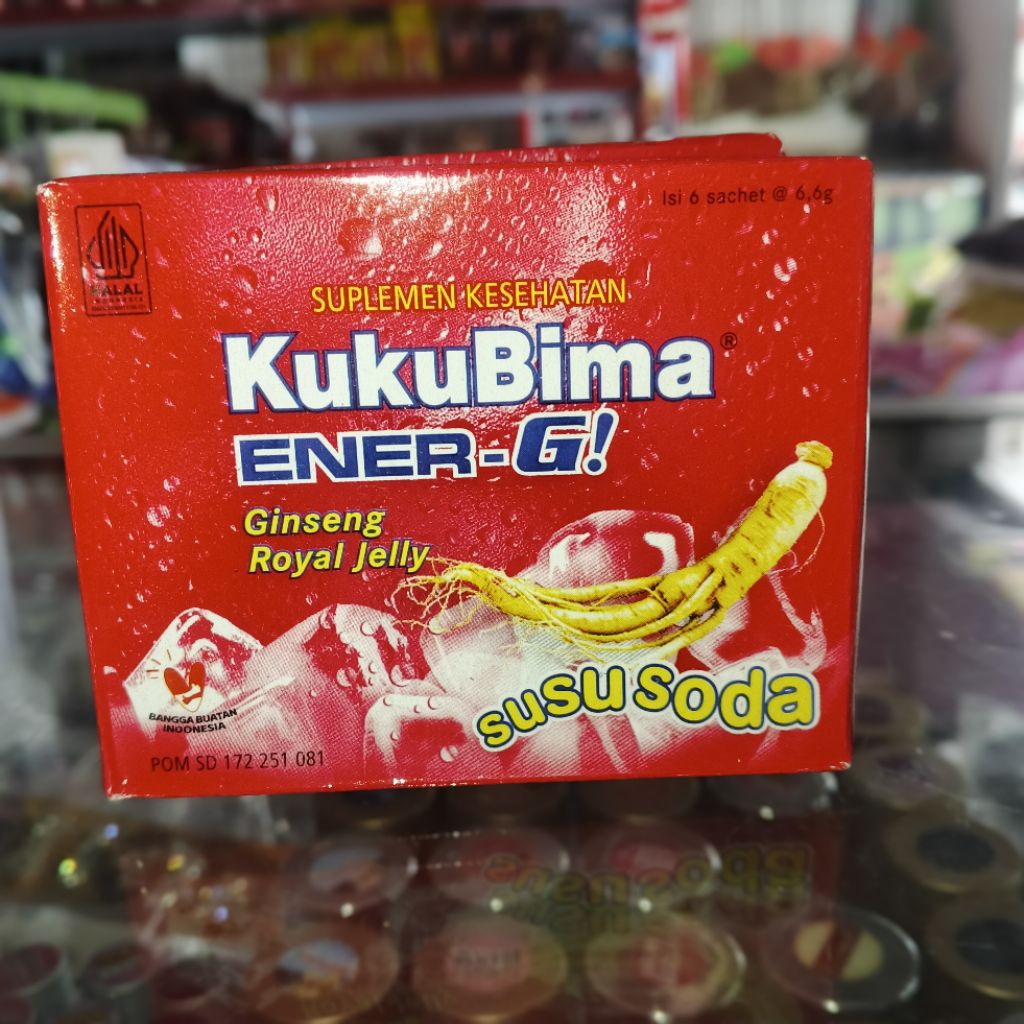 Isi 6 sachet @ 6,6g
HALAL
INDONESIA
SUPLEMEN KESEHATAN
KukuBima®
ENER-G!
Ginseng
Royal Jelly
susu soda
BANGGA BUATAN
INDONESIA
POM SD 172 251 081